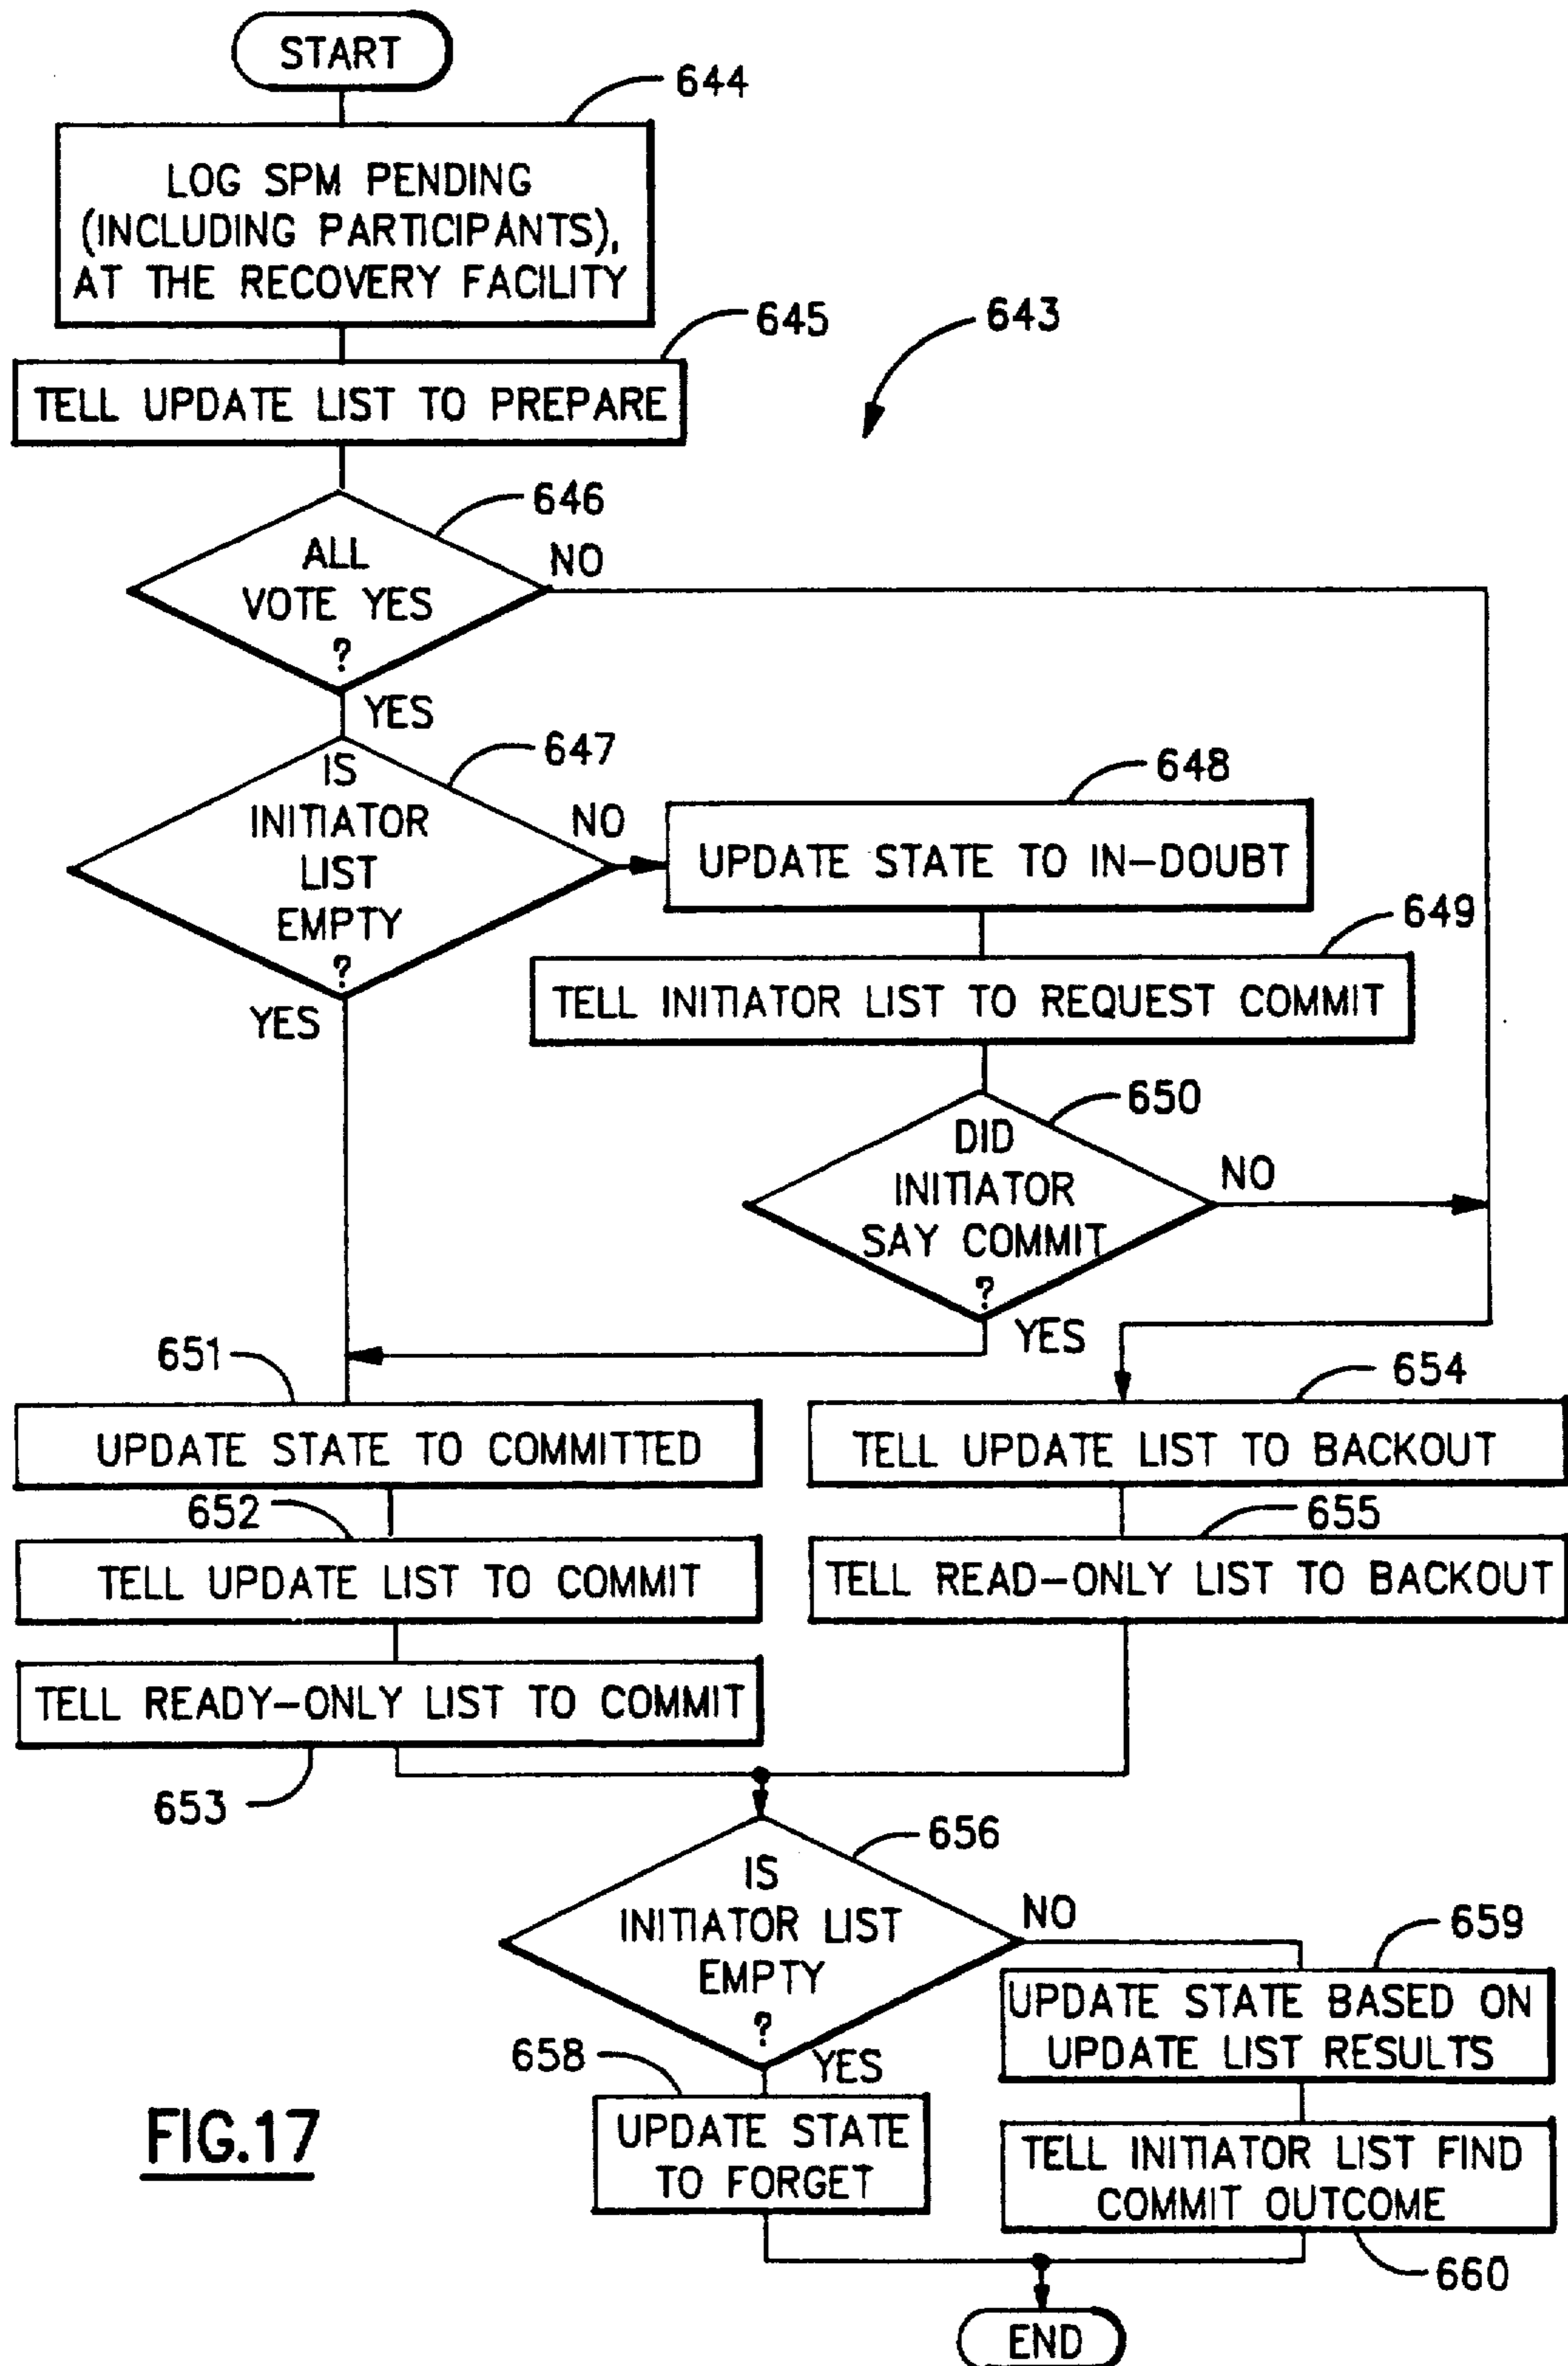 START
644
LOG SPM PENDING
(INCLUDING PARTICIPANTS),
AT THE RECOVERY FACILITY
645
643
TELL UPDATE LIST TO PREPARE
646
ALL
VOTE YES
?
NO
YES
647
IS
INITIATOR
LIST
EMPTY
?
NO
YES
648
UPDATE STATE TO IN-DOUBT
649
TELL INITIATOR LIST TO REQUEST COMMIT
650
DID
INITIATOR
SAY COMMIT
?
NO
YES
651
UPDATE STATE TO COMMITTED
654
TELL UPDATE LIST TO BACKOUT
652
TELL UPDATE LIST TO COMMIT
655
TELL READ-ONLY LIST TO BACKOUT
TELL READY-ONLY LIST TO COMMIT
653
656
IS
INITIATOR LIST
EMPTY
?
NO
YES
659
UPDATE STATE BASED ON
UPDATE LIST RESULTS
658
UPDATE STATE
TO FORGET
TELL INITIATOR LIST FIND
COMMIT OUTCOME
660
END
FIG.17